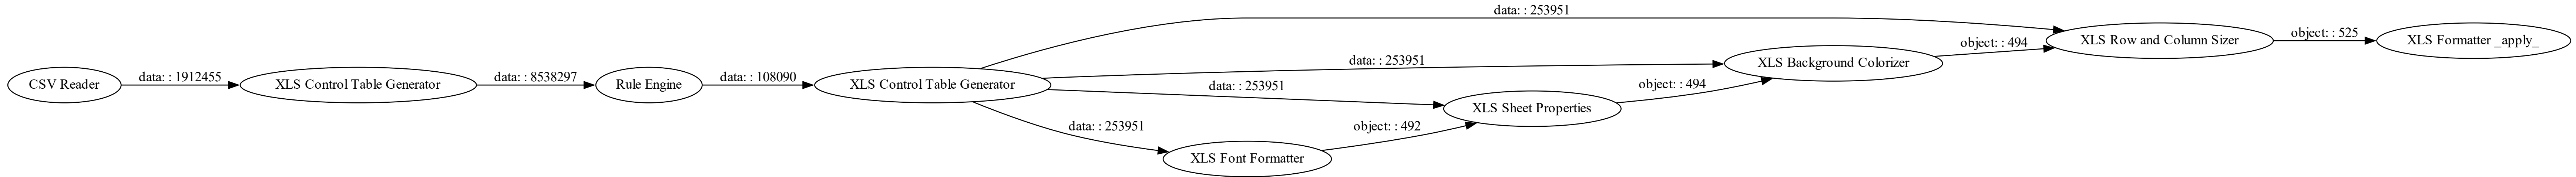 CSV Reader
data: : 1912455
XLS Control Table Generator
data: : 8538297
Rule Engine
data: : 108090
XLS Control Table Generator
data: : 253951
data: : 253951
data: : 253951
data: : 253951
XLS Font Formatter
object: : 492
XLS Sheet Properties
object: : 494
XLS Background Colorizer
object: : 494
XLS Row and Column Sizer
object: : 525
XLS Formatter _apply_